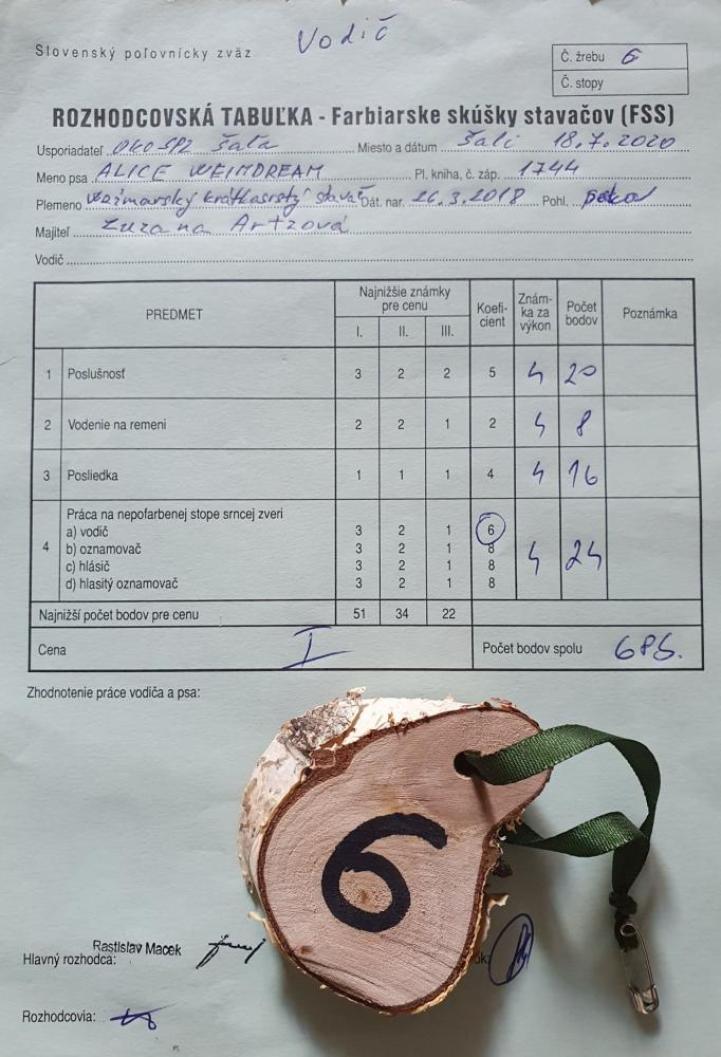 Vodič
Slovenský poľovnícky zväz
Č. žrebu 6
Č. stopy
ROZHODCOVSKÁ TABUĽKA - Farbiarske skúšky stavačov (FSS)
Usporiadateľ OKO SPZ Šaľa Miesto a dátum Šaľa 18.7.2020
Meno psa ALICE WEIMDREAM Pl. kniha, č. záp. 1744
Plemeno Weimarský krátkosrstý stavač Dát. nar. 26.3.2018 Pohl.
Majiteľ Zuzana Artzová
Vodič
PREDMET Najnižšie známky pre cenu Koeficient Známka za výkon Počet bodov Poznámka
I. II. III.
1 Poslušnosť 3 2 2 5 4 20
2 Vodenie na remeni 2 2 1 2 4 8
3 Posliedka 1 1 1 4 4 16
4 Práca na nepofarbenej stope srnčej zveri
a) vodič 3 2 1 6
b) oznamovač 3 2 1 8 4 24
c) hlásič 3 2 1 8
d) hlasitý oznamovač 3 2 1 8
Najnižší počet bodov pre cenu 51 34 22
Cena I Počet bodov spolu 68b.
Zhodnotenie práce vodiča a psa:
6
Rastislav Macek
Hlavný rozhodca:
Rozhodcovia: